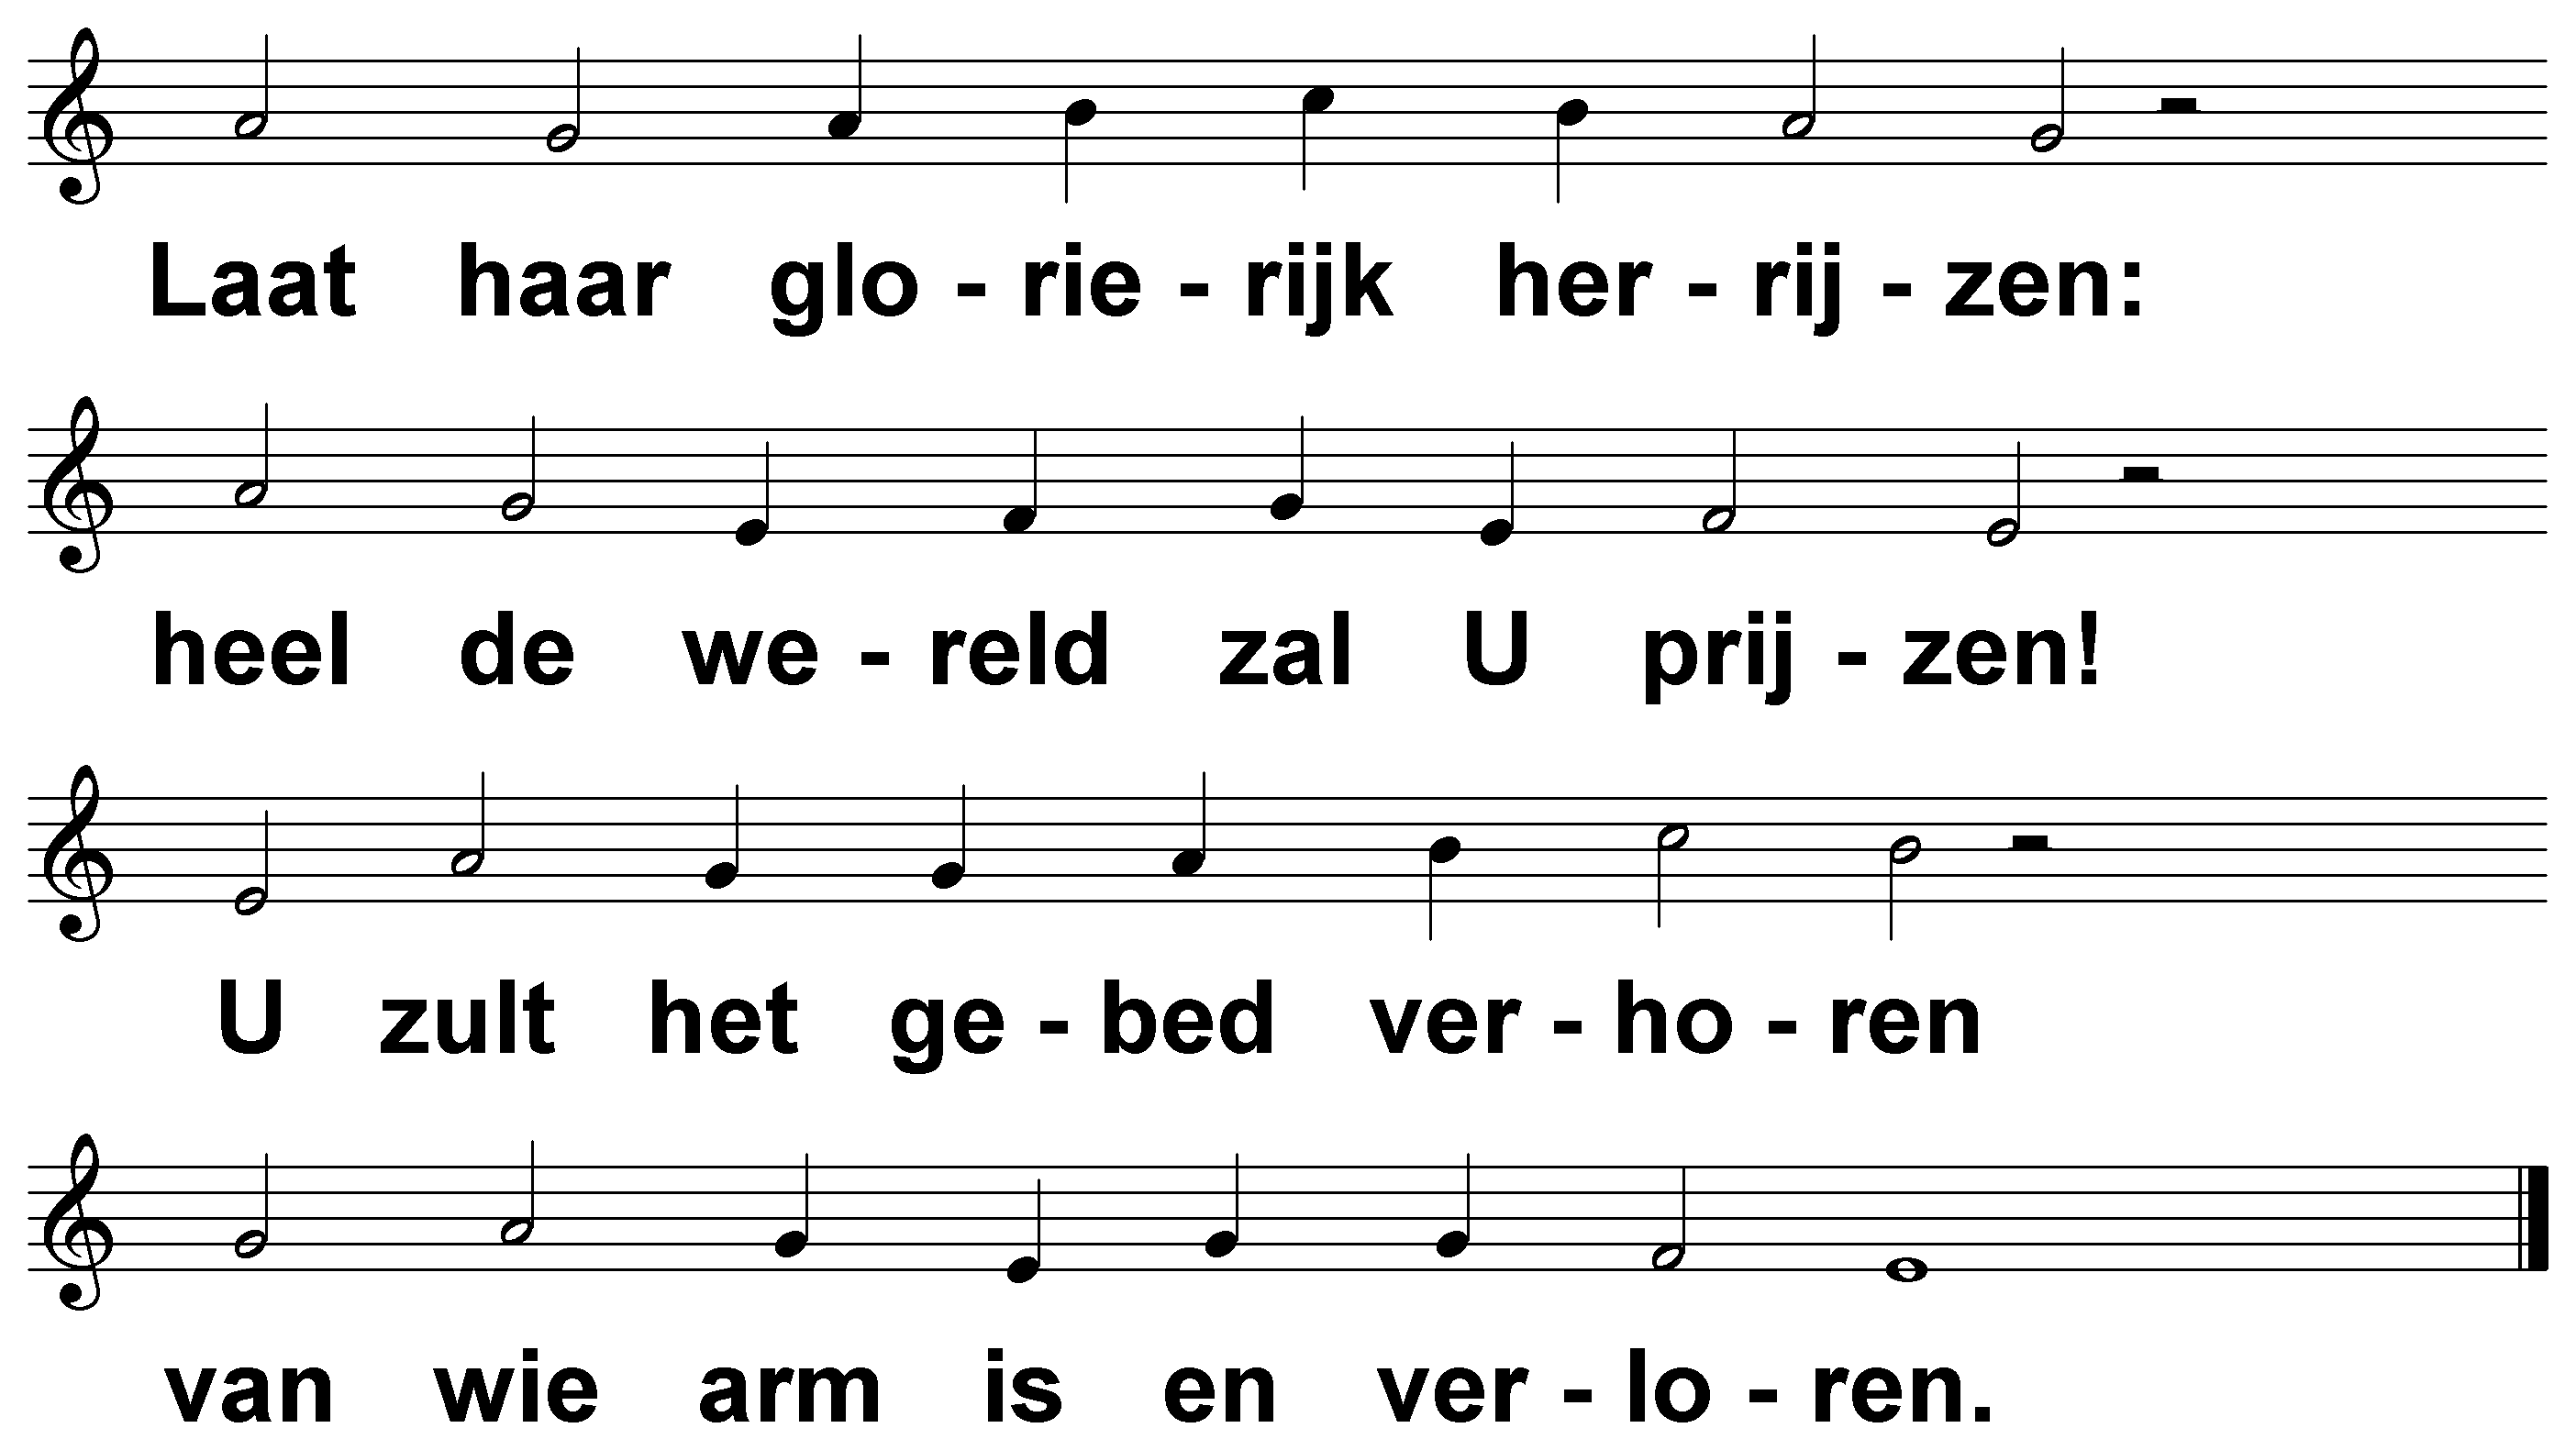 Laat haar glo - rie - rijk her - rij - zen:
heel de we - reld zal U prij - zen!
U zult het ge - bed ver - ho - ren
van wie arm is en ver - lo - ren.